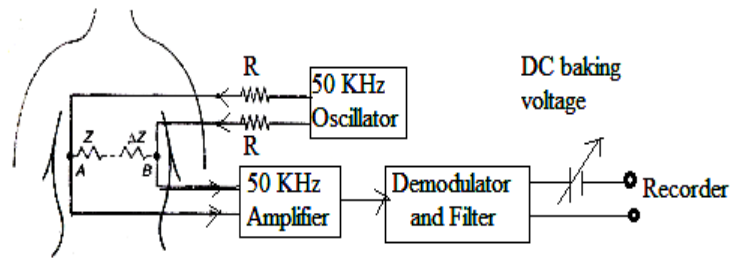 R
50 KHz
Oscillator
R
DC baking
voltage
Z
ΔZ
A
B
50 KHz
Amplifier
Demodulator
and Filter
Recorder